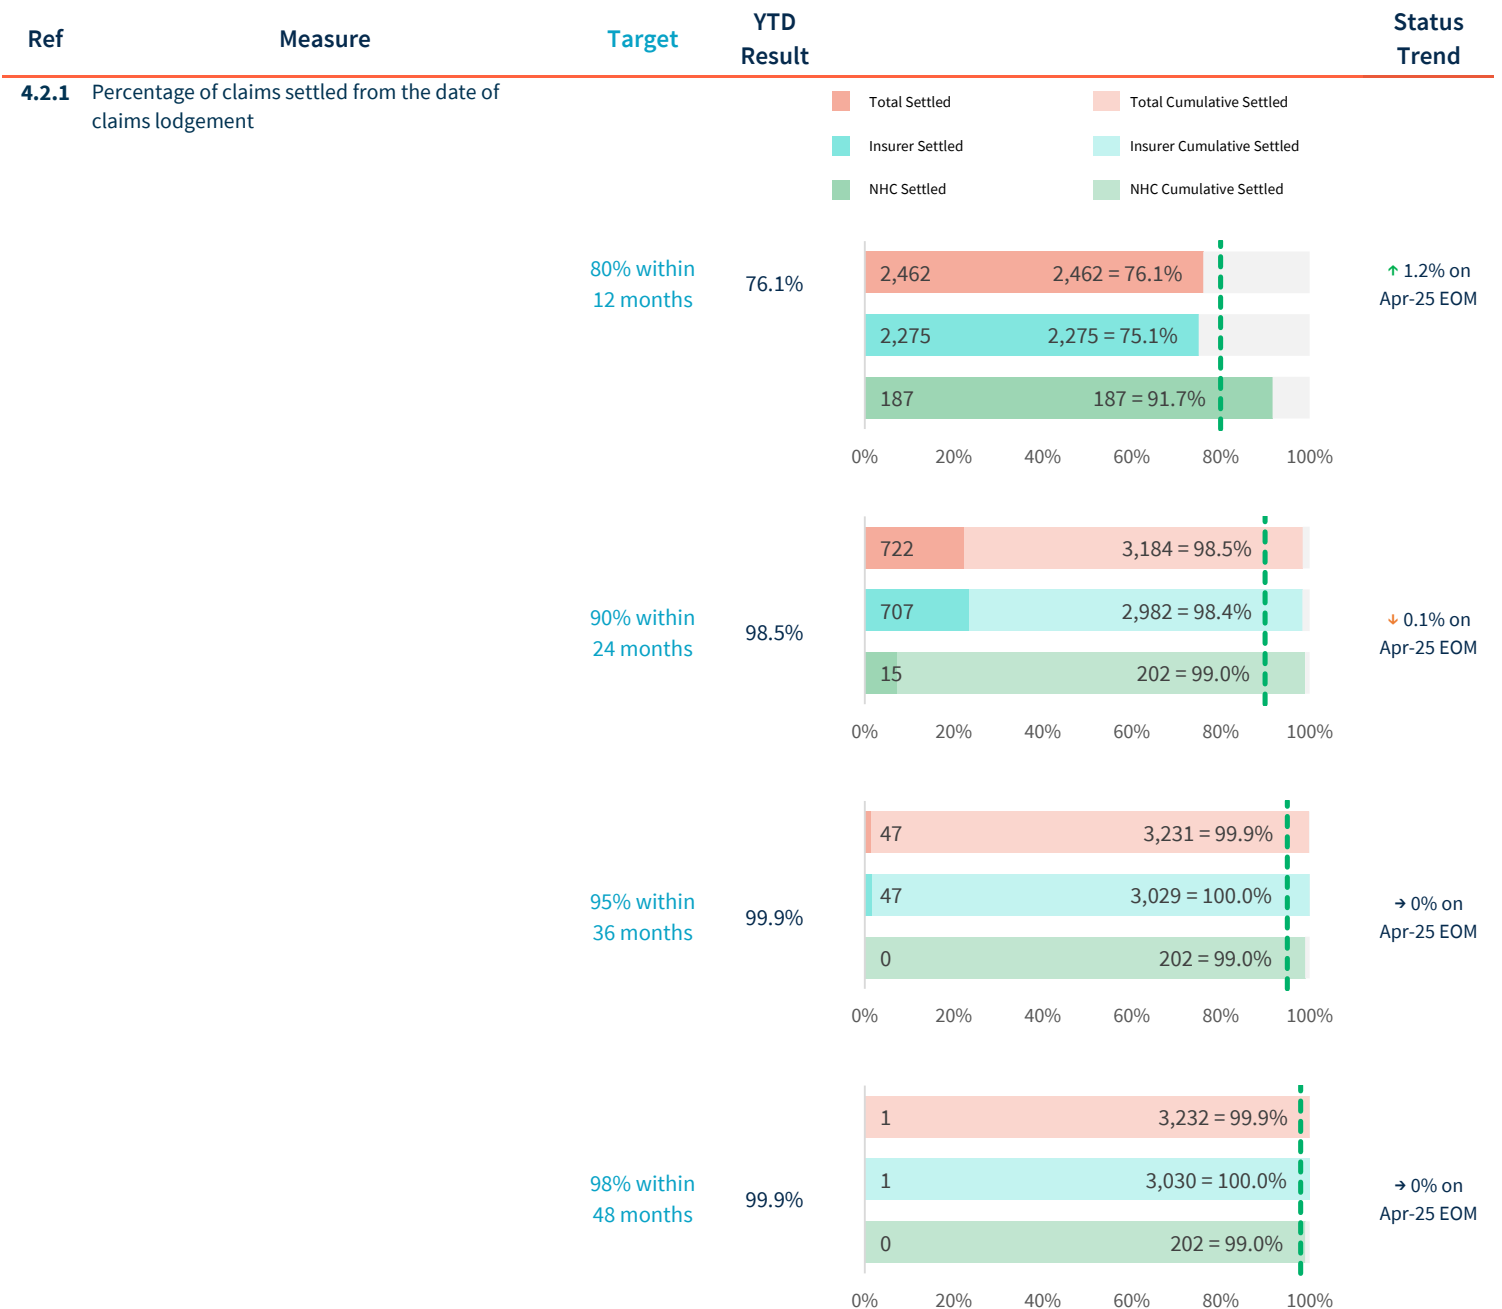 Ref
Measure
Target
YTD
Result
Status
Trend
4.2.1
Percentage of claims settled from the date of
claims lodgement
Total Settled
Total Cumulative Settled
Insurer Settled
Insurer Cumulative Settled
NHC Settled
NHC Cumulative Settled
80% within
12 months
76.1%
2,462
2,462 = 76.1%
2,275
2,275 = 75.1%
187
187 = 91.7%
0% 20% 40% 60% 80% 100%
↑ 1.2% on
Apr-25 EOM
90% within
24 months
98.5%
722
3,184 = 98.5%
707
2,982 = 98.4%
15
202 = 99.0%
0% 20% 40% 60% 80% 100%
↓ 0.1% on
Apr-25 EOM
95% within
36 months
99.9%
47
3,231 = 99.9%
47
3,029 = 100.0%
0
202 = 99.0%
0% 20% 40% 60% 80% 100%
→ 0% on
Apr-25 EOM
98% within
48 months
99.9%
1
3,232 = 99.9%
1
3,030 = 100.0%
0
202 = 99.0%
0% 20% 40% 60% 80% 100%
→ 0% on
Apr-25 EOM